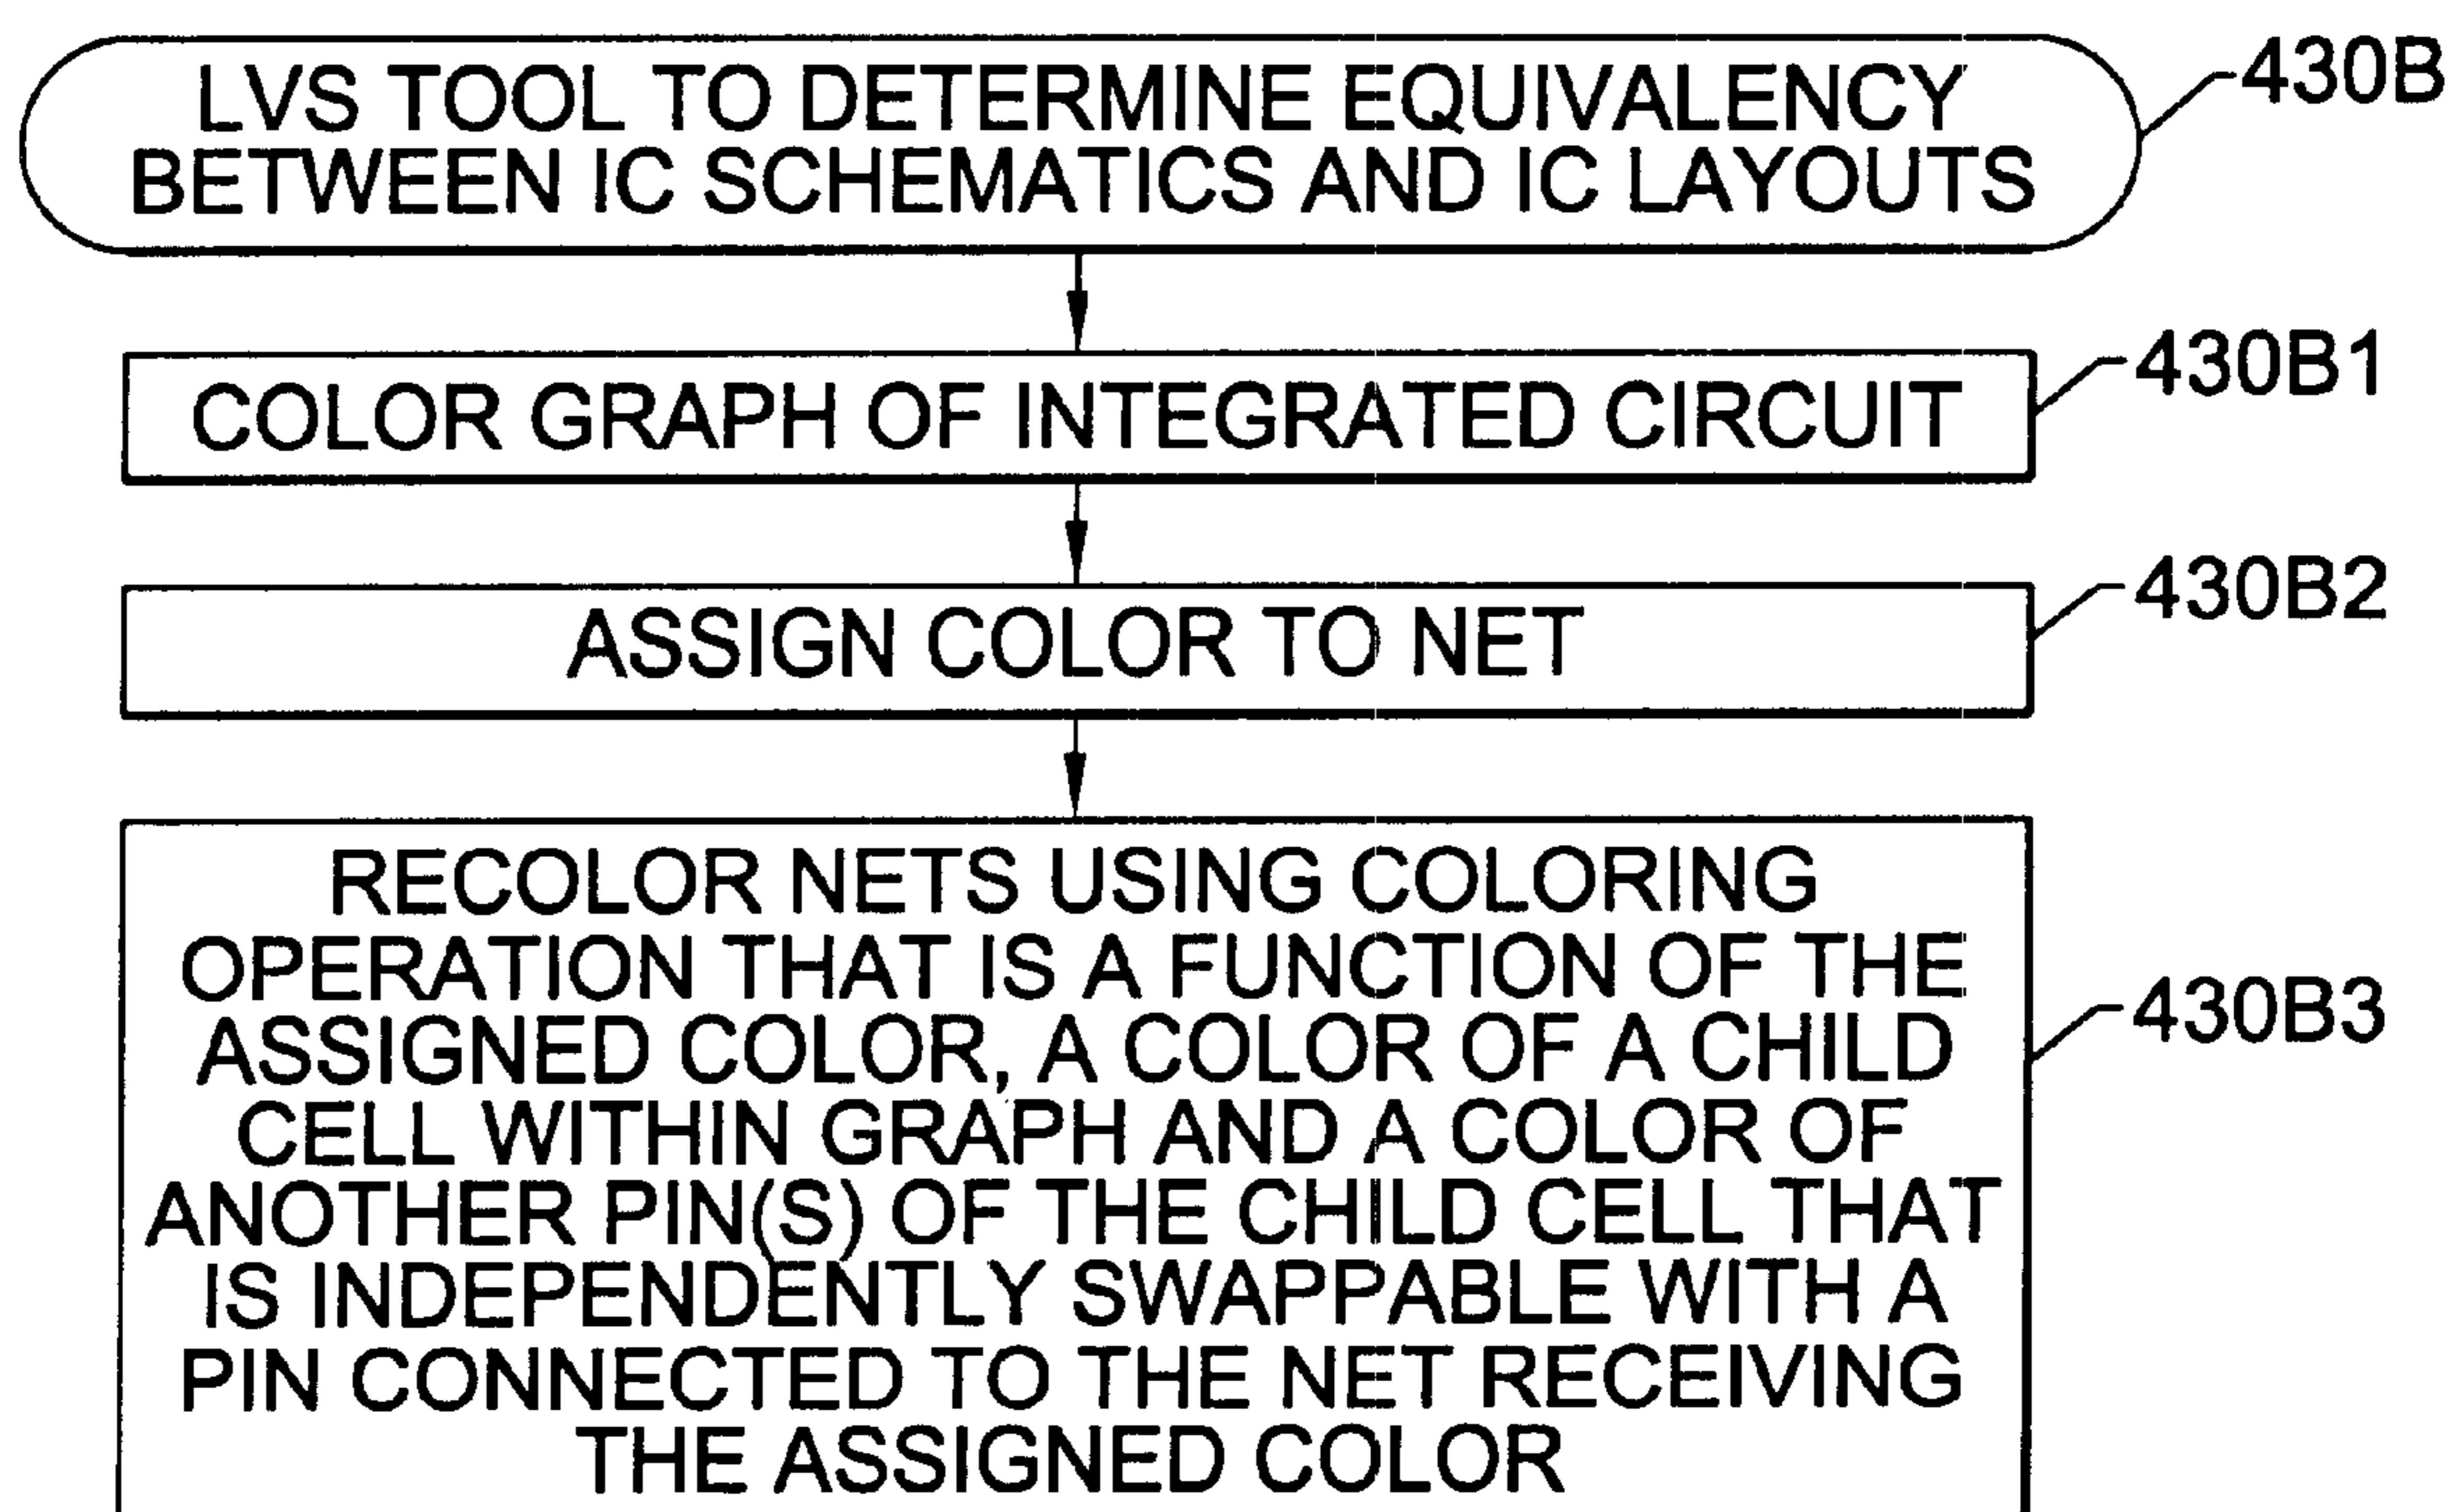 LVS TOOL TO DETERMINE EQUIVALENCY
BETWEEN IC SCHEMATICS AND IC LAYOUTS
430B
COLOR GRAPH OF INTEGRATED CIRCUIT
430B1
ASSIGN COLOR TO NET
430B2
RECOLOR NETS USING COLORING
OPERATION THAT IS A FUNCTION OF THE
ASSIGNED COLOR, A COLOR OF A CHILD
CELL WITHIN GRAPH AND A COLOR OF
ANOTHER PIN(S) OF THE CHILD CELL THAT
IS INDEPENDENTLY SWAPPABLE WITH A
PIN CONNECTED TO THE NET RECEIVING
THE ASSIGNED COLOR
430B3